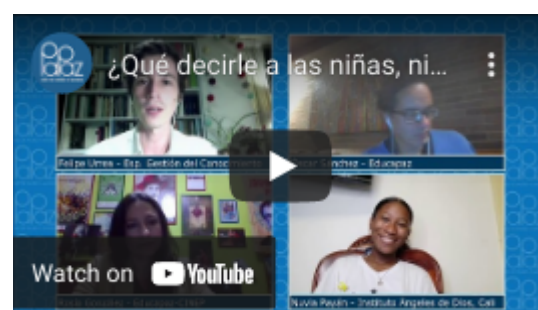 ¿Qué decirle a las niñas, ni...
Felipe Urrea - Esp. Gestión del Conocimiento
Sánchez - Educapaz
Watch on YouTube
Nuvia Payán - Instituto Ángeles de Dios, Cali